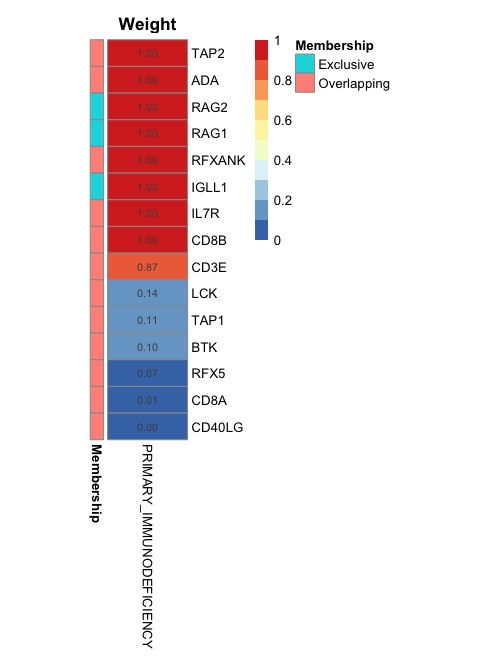 Weight
1.00 TAP2
1.00 ADA
1.00 RAG2
1.00 RAG1
1.00 RFXANK
1.00 IGLL1
1.00 IL7R
1.00 CD8B
0.87 CD3E
0.14 LCK
0.11 TAP1
0.10 BTK
0.07 RFX5
0.01 CD8A
0.00 CD40LG
Membership
PRIMARY_IMMUNODEFICIENCY
1
0.8
0.6
0.4
0.2
0
Membership
Exclusive
Overlapping